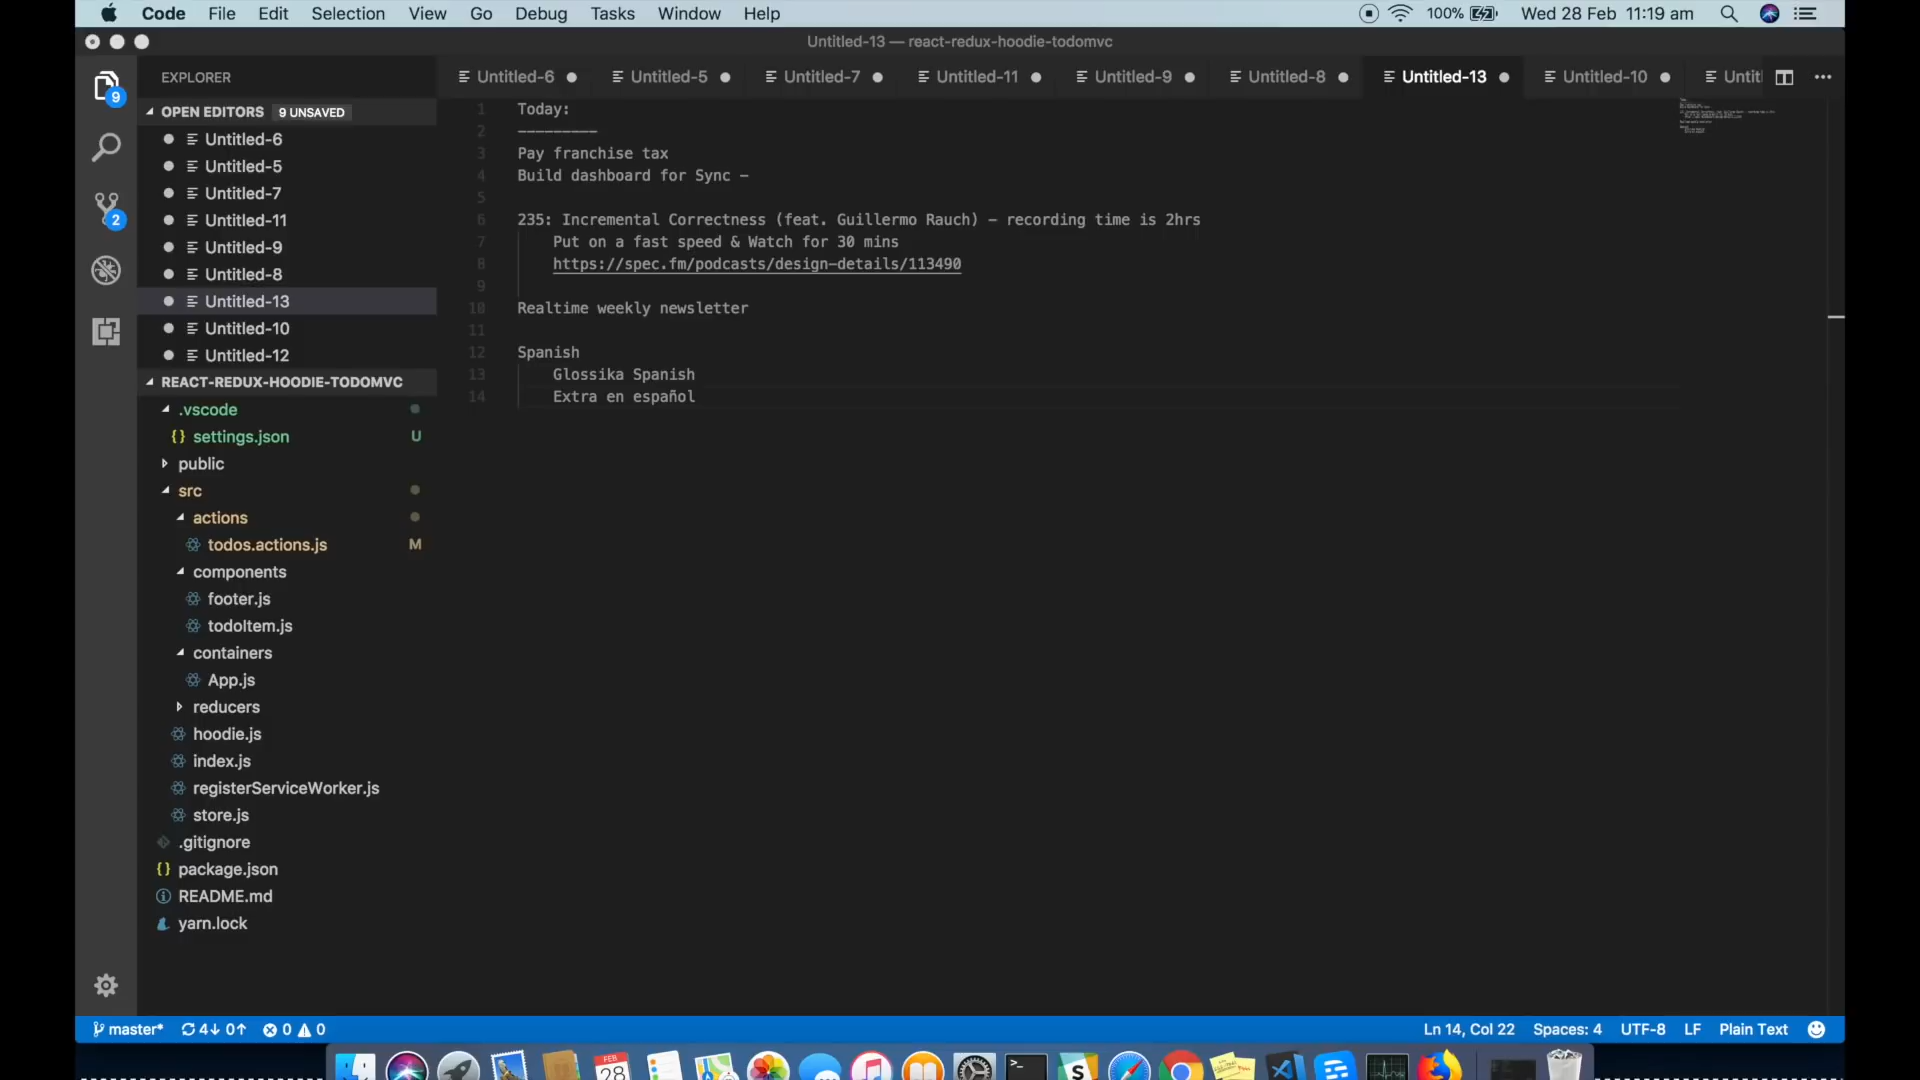 Code File Edit Selection View Go Debug Tasks Window Help 100% Wed 28 Feb 11:19 am
Untitled-13 — react-redux-hoodie-todomvc
EXPLORER
Untitled-6 Untitled-5 Untitled-7 Untitled-11 Untitled-9 Untitled-8 Untitled-13 Untitled-10 Untitl
9
2
OPEN EDITORS 9 UNSAVED
Untitled-6
Untitled-5
Untitled-7
Untitled-11
Untitled-9
Untitled-8
Untitled-13
Untitled-10
Untitled-12
REACT-REDUX-HOODIE-TODOMVC
.vscode
{} settings.json U
public
src
actions
todos.actions.js M
components
footer.js
todoItem.js
containers
App.js
reducers
hoodie.js
index.js
registerServiceWorker.js
store.js
.gitignore
{} package.json
README.md
yarn.lock
1 Today:
2 ---------
3 Pay franchise tax
4 Build dashboard for Sync -
5
6 235: Incremental Correctness (feat. Guillermo Rauch) - recording time is 2hrs
7 Put on a fast speed & Watch for 30 mins
8 https://spec.fm/podcasts/design-details/113490
9
10 Realtime weekly newsletter
11
12 Spanish
13 Glossika Spanish
14 Extra en español
master* 4↓ 0↑ 0 0 Ln 14, Col 22 Spaces: 4 UTF-8 LF Plain Text
FEB
28